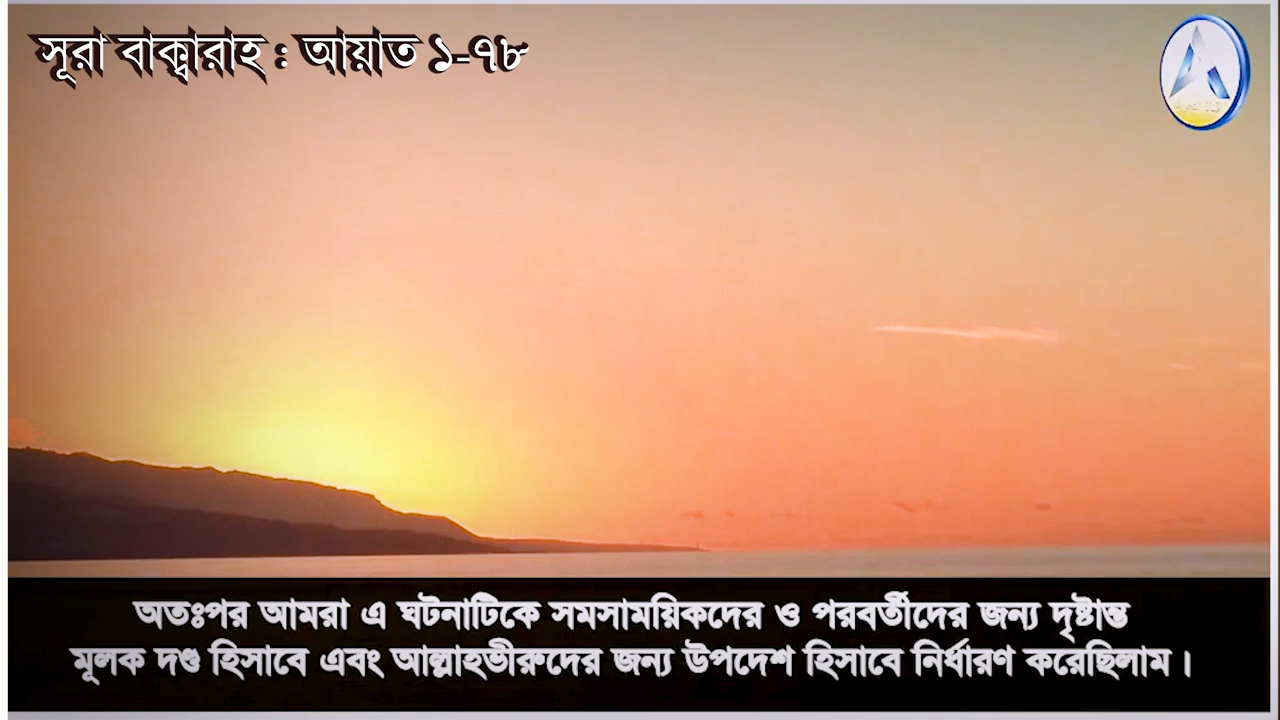 সূরা বাক্বারাহ : আয়াত ১-৭৮
অতঃপর আমরা এ ঘটনাটিকে সমসাময়িকদের ও পরবর্তীদের জন্য দৃষ্টান্ত
মূলক দণ্ড হিসাবে এবং আল্লাহভীরুদের জন্য উপদেশ হিসাবে নির্ধারণ করেছিলাম।